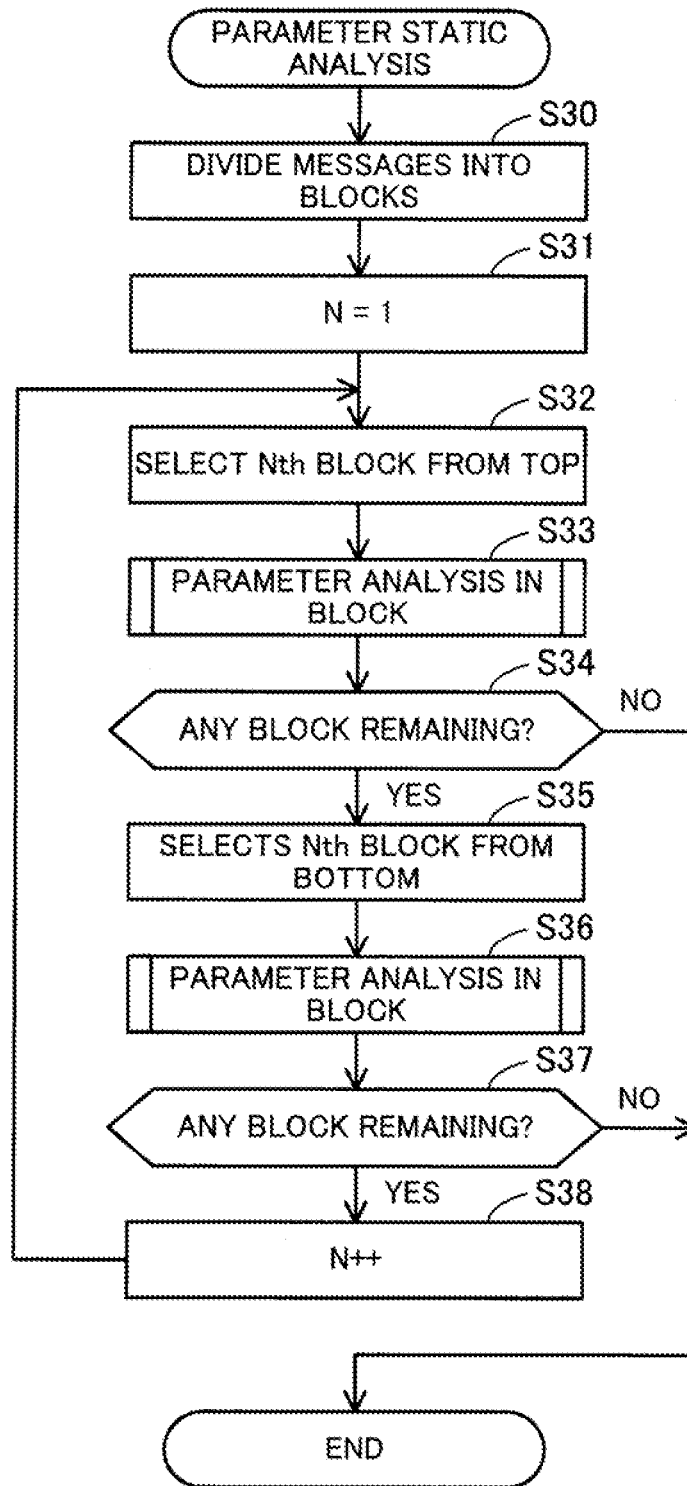 PARAMETER STATIC
ANALYSIS
S30
DIVIDE MESSAGES INTO
BLOCKS
S31
N = 1
S32
SELECT Nth BLOCK FROM TOP
S33
PARAMETER ANALYSIS IN
BLOCK
S34
ANY BLOCK REMAINING?
NO
YES
S35
SELECTS Nth BLOCK FROM
BOTTOM
S36
PARAMETER ANALYSIS IN
BLOCK
S37
ANY BLOCK REMAINING?
NO
YES
S38
N++
END